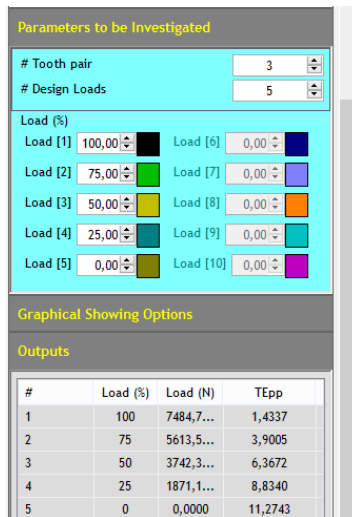 Parameters to be Investigated
# Tooth pair 3
# Design Loads 5
Load (%)
Load [1] 100,00 Load [6] 0,00
Load [2] 75,00 Load [7] 0,00
Load [3] 50,00 Load [8] 0,00
Load [4] 25,00 Load [9] 0,00
Load [5] 0,00 Load [10] 0,00
Graphical Showing Options
Outputs
# Load (%) Load (N) TEpp
1 100 7484,7... 1,4337
2 75 5613,5... 3,9005
3 50 3742,3... 6,3672
4 25 1871,1... 8,8340
5 0 0,0000 11,2743